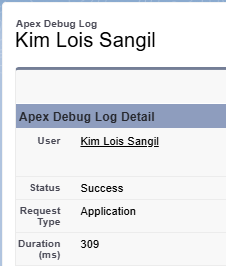 Apex Debug Log
Kim Lois Sangil
Apex Debug Log Detail
User Kim Lois Sangil
Status Success
Request Type Application
Duration (ms) 309